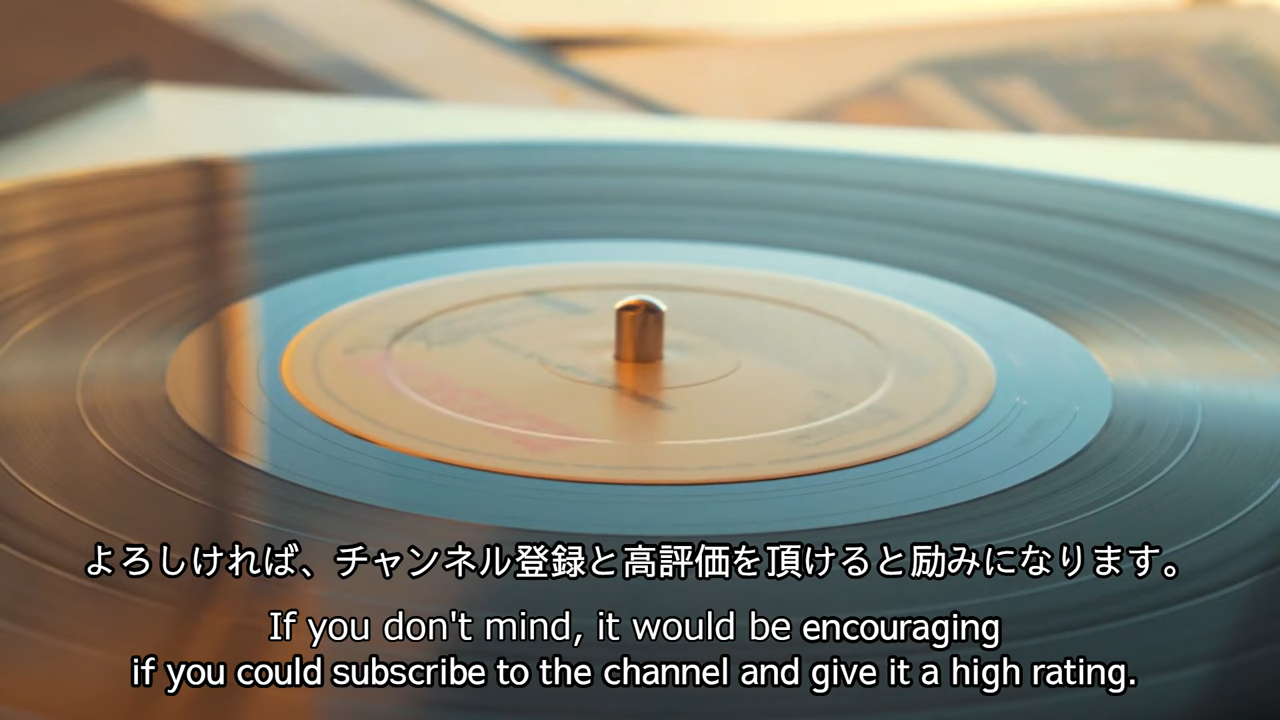 よろしければ、チャンネル登録と高評価を頂けると励みになります。
If you don't mind, it would be encouraging
if you could subscribe to the channel and give it a high rating.